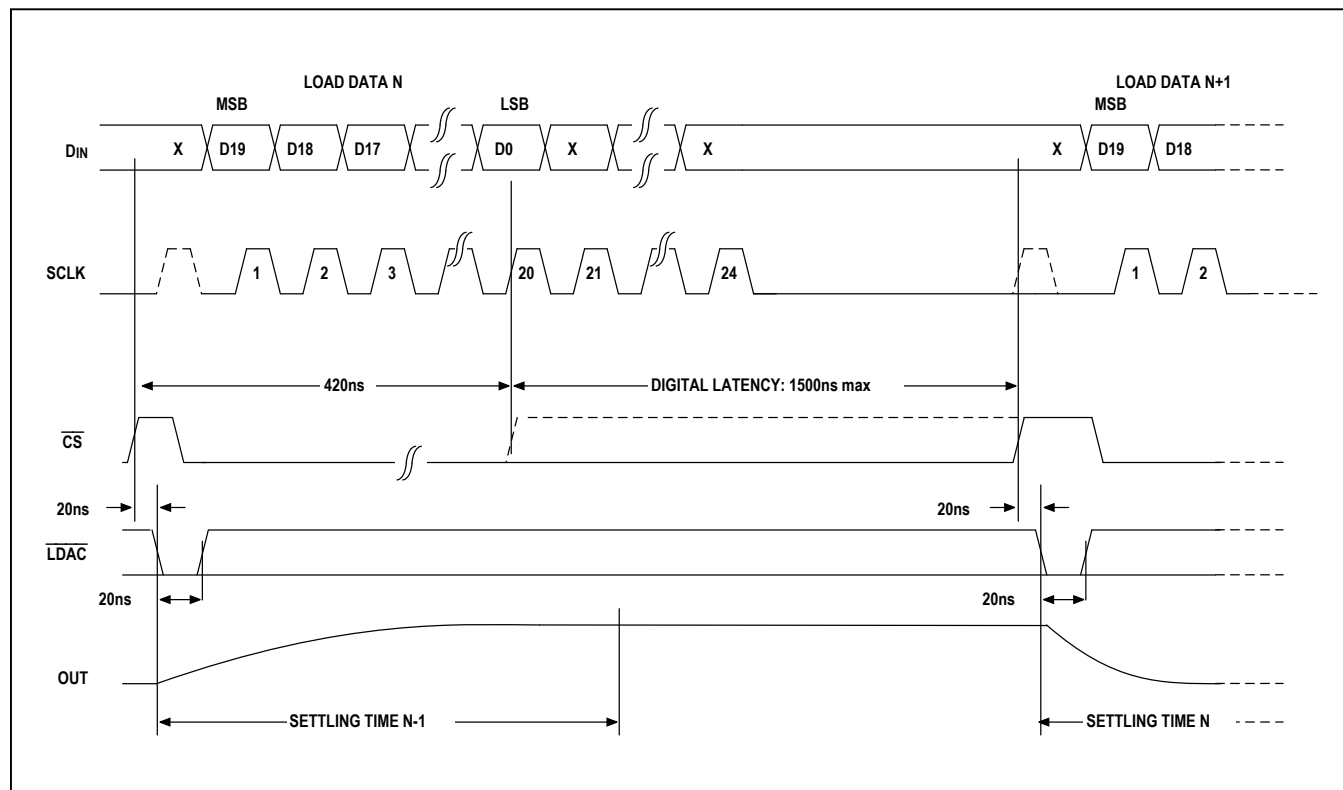 LOAD DATA N LOAD DATA N+1
MSB LSB MSB
DIN X D19 D18 D17 D0 X X X D19 D18
SCLK 1 2 3 20 21 24 1 2
420ns DIGITAL LATENCY: 1500ns max
CS
20ns 20ns
LDAC
20ns 20ns
OUT
SETTLING TIME N-1 SETTLING TIME N